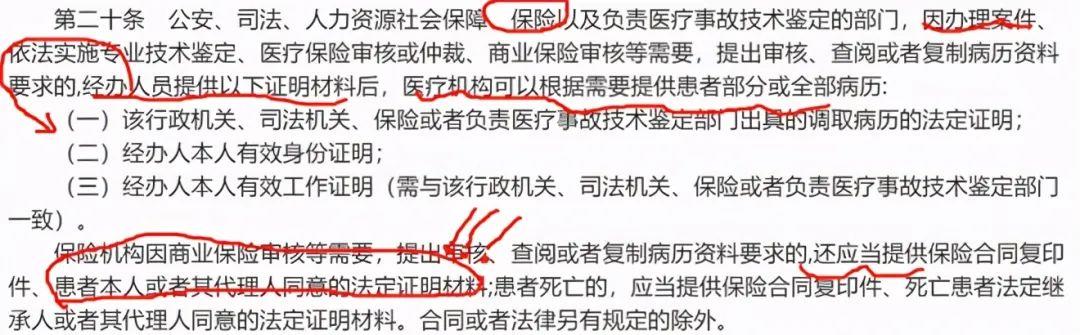 第二十条　公安、司法、人力资源社会保障、保险以及负责医疗事故技术鉴定的部门，因办理案件、
依法实施专业技术鉴定、医疗保险审核或仲裁、商业保险审核等需要，提出审核、查阅或者复制病历资料
要求的,经办人员提供以下证明材料后，医疗机构可以根据需要提供患者部分或全部病历:
（一）该行政机关、司法机关、保险或者负责医疗事故技术鉴定部门出具的调取病历的法定证明；
（二）经办人本人有效身份证明；
（三）经办人本人有效工作证明（需与该行政机关、司法机关、保险或者负责医疗事故技术鉴定部门
一致）。
保险机构因商业保险审核等需要，提出审核、查阅或者复制病历资料要求的,还应当提供保险合同复印
件、患者本人或者其代理人同意的法定证明材料;患者死亡的，应当提供保险合同复印件、死亡患者法定继
承人或者其代理人同意的法定证明材料。合同或者法律另有规定的除外。